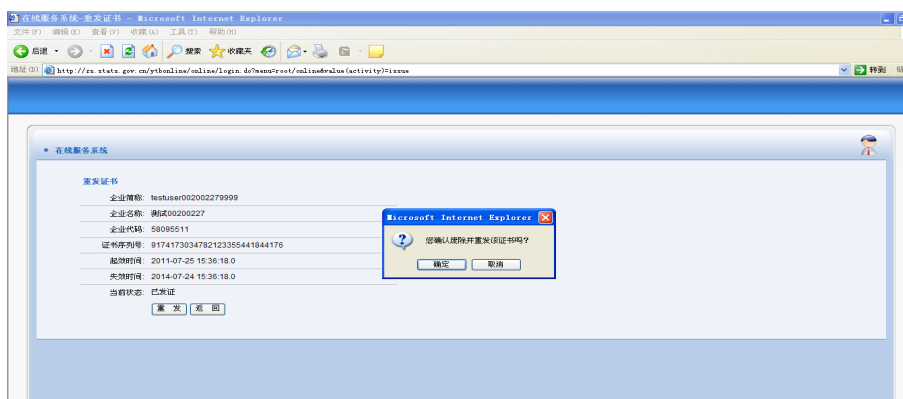 在线服务系统-重发证书 - Microsoft Internet Explorer
文件(F) 编辑(E) 查看(V) 收藏(A) 工具(T) 帮助(H)
后退 搜索 收藏夹
地址(D) http://zs.stats.gov.cn/ytbonline/online/login.do?menu=root/online&value(activity)=issue 转到
在线服务系统
重发证书
企业简称: testuser002002279999
企业名称: 测试00200227
企业代码: 58095511
证书序列号: 9174173034782123355441844176
起效时间: 2011-07-25 15:36:18.0
失效时间: 2014-07-24 15:36:18.0
当前状态: 已发证
重 发 返 回
Microsoft Internet Explorer
您确认废除并重发该证书吗?
确定 取消